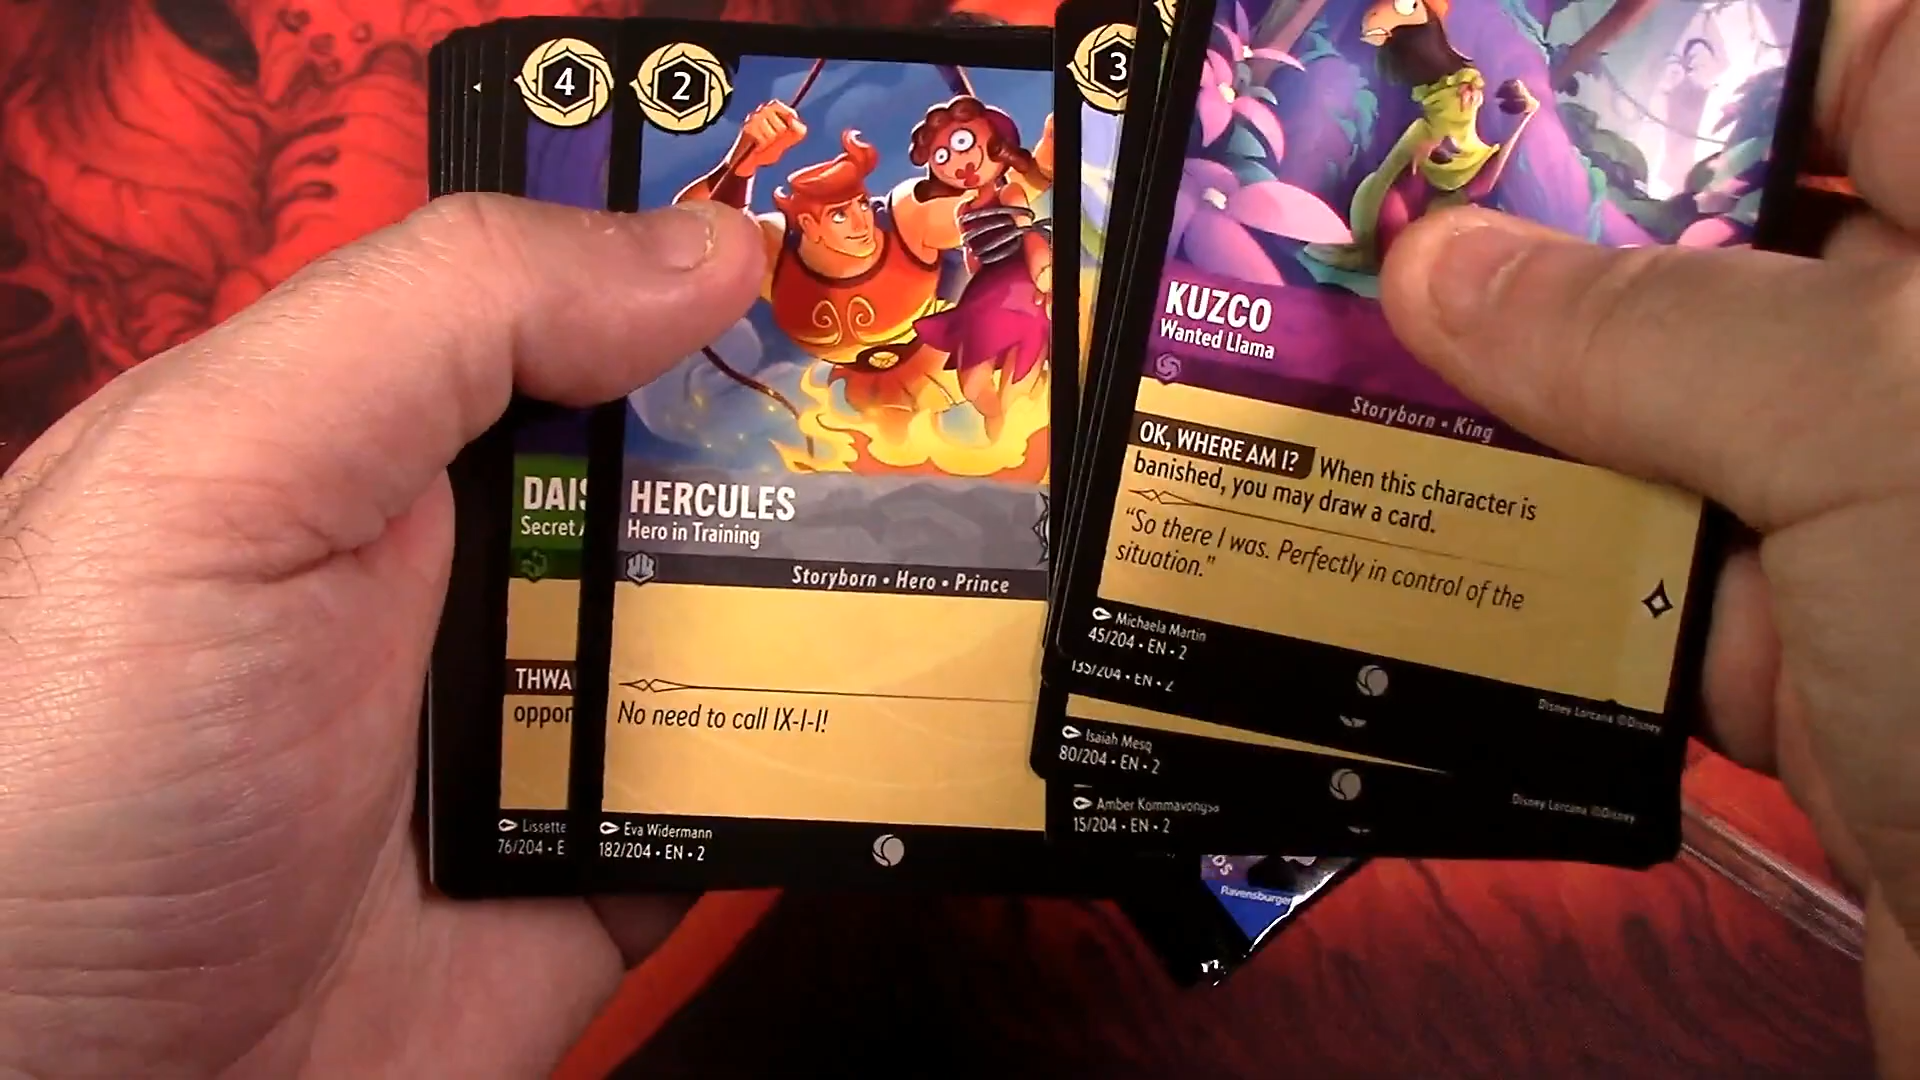 4
DAIS
Secret A
THWA
oppon
Lissette
76/204 • E
2
HERCULES
Hero in Training
Storyborn • Hero • Prince
No need to call IX-I-I!
Eva Widermann
182/204 • EN • 2
3
KUZCO
Wanted Llama
Storyborn • King
OK, WHERE AM I? When this character is
banished, you may draw a card.
“So there I was. Perfectly in control of the
situation.”
Michaela Martin
45/204 • EN • 2
Disney Lorcana ©Disney
135/204 • EN • 2
Isaiah Mesq
80/204 • EN • 2
Disney Lorcana ©Disney
Amber Kommavongsa
15/204 • EN • 2
Ravensburger